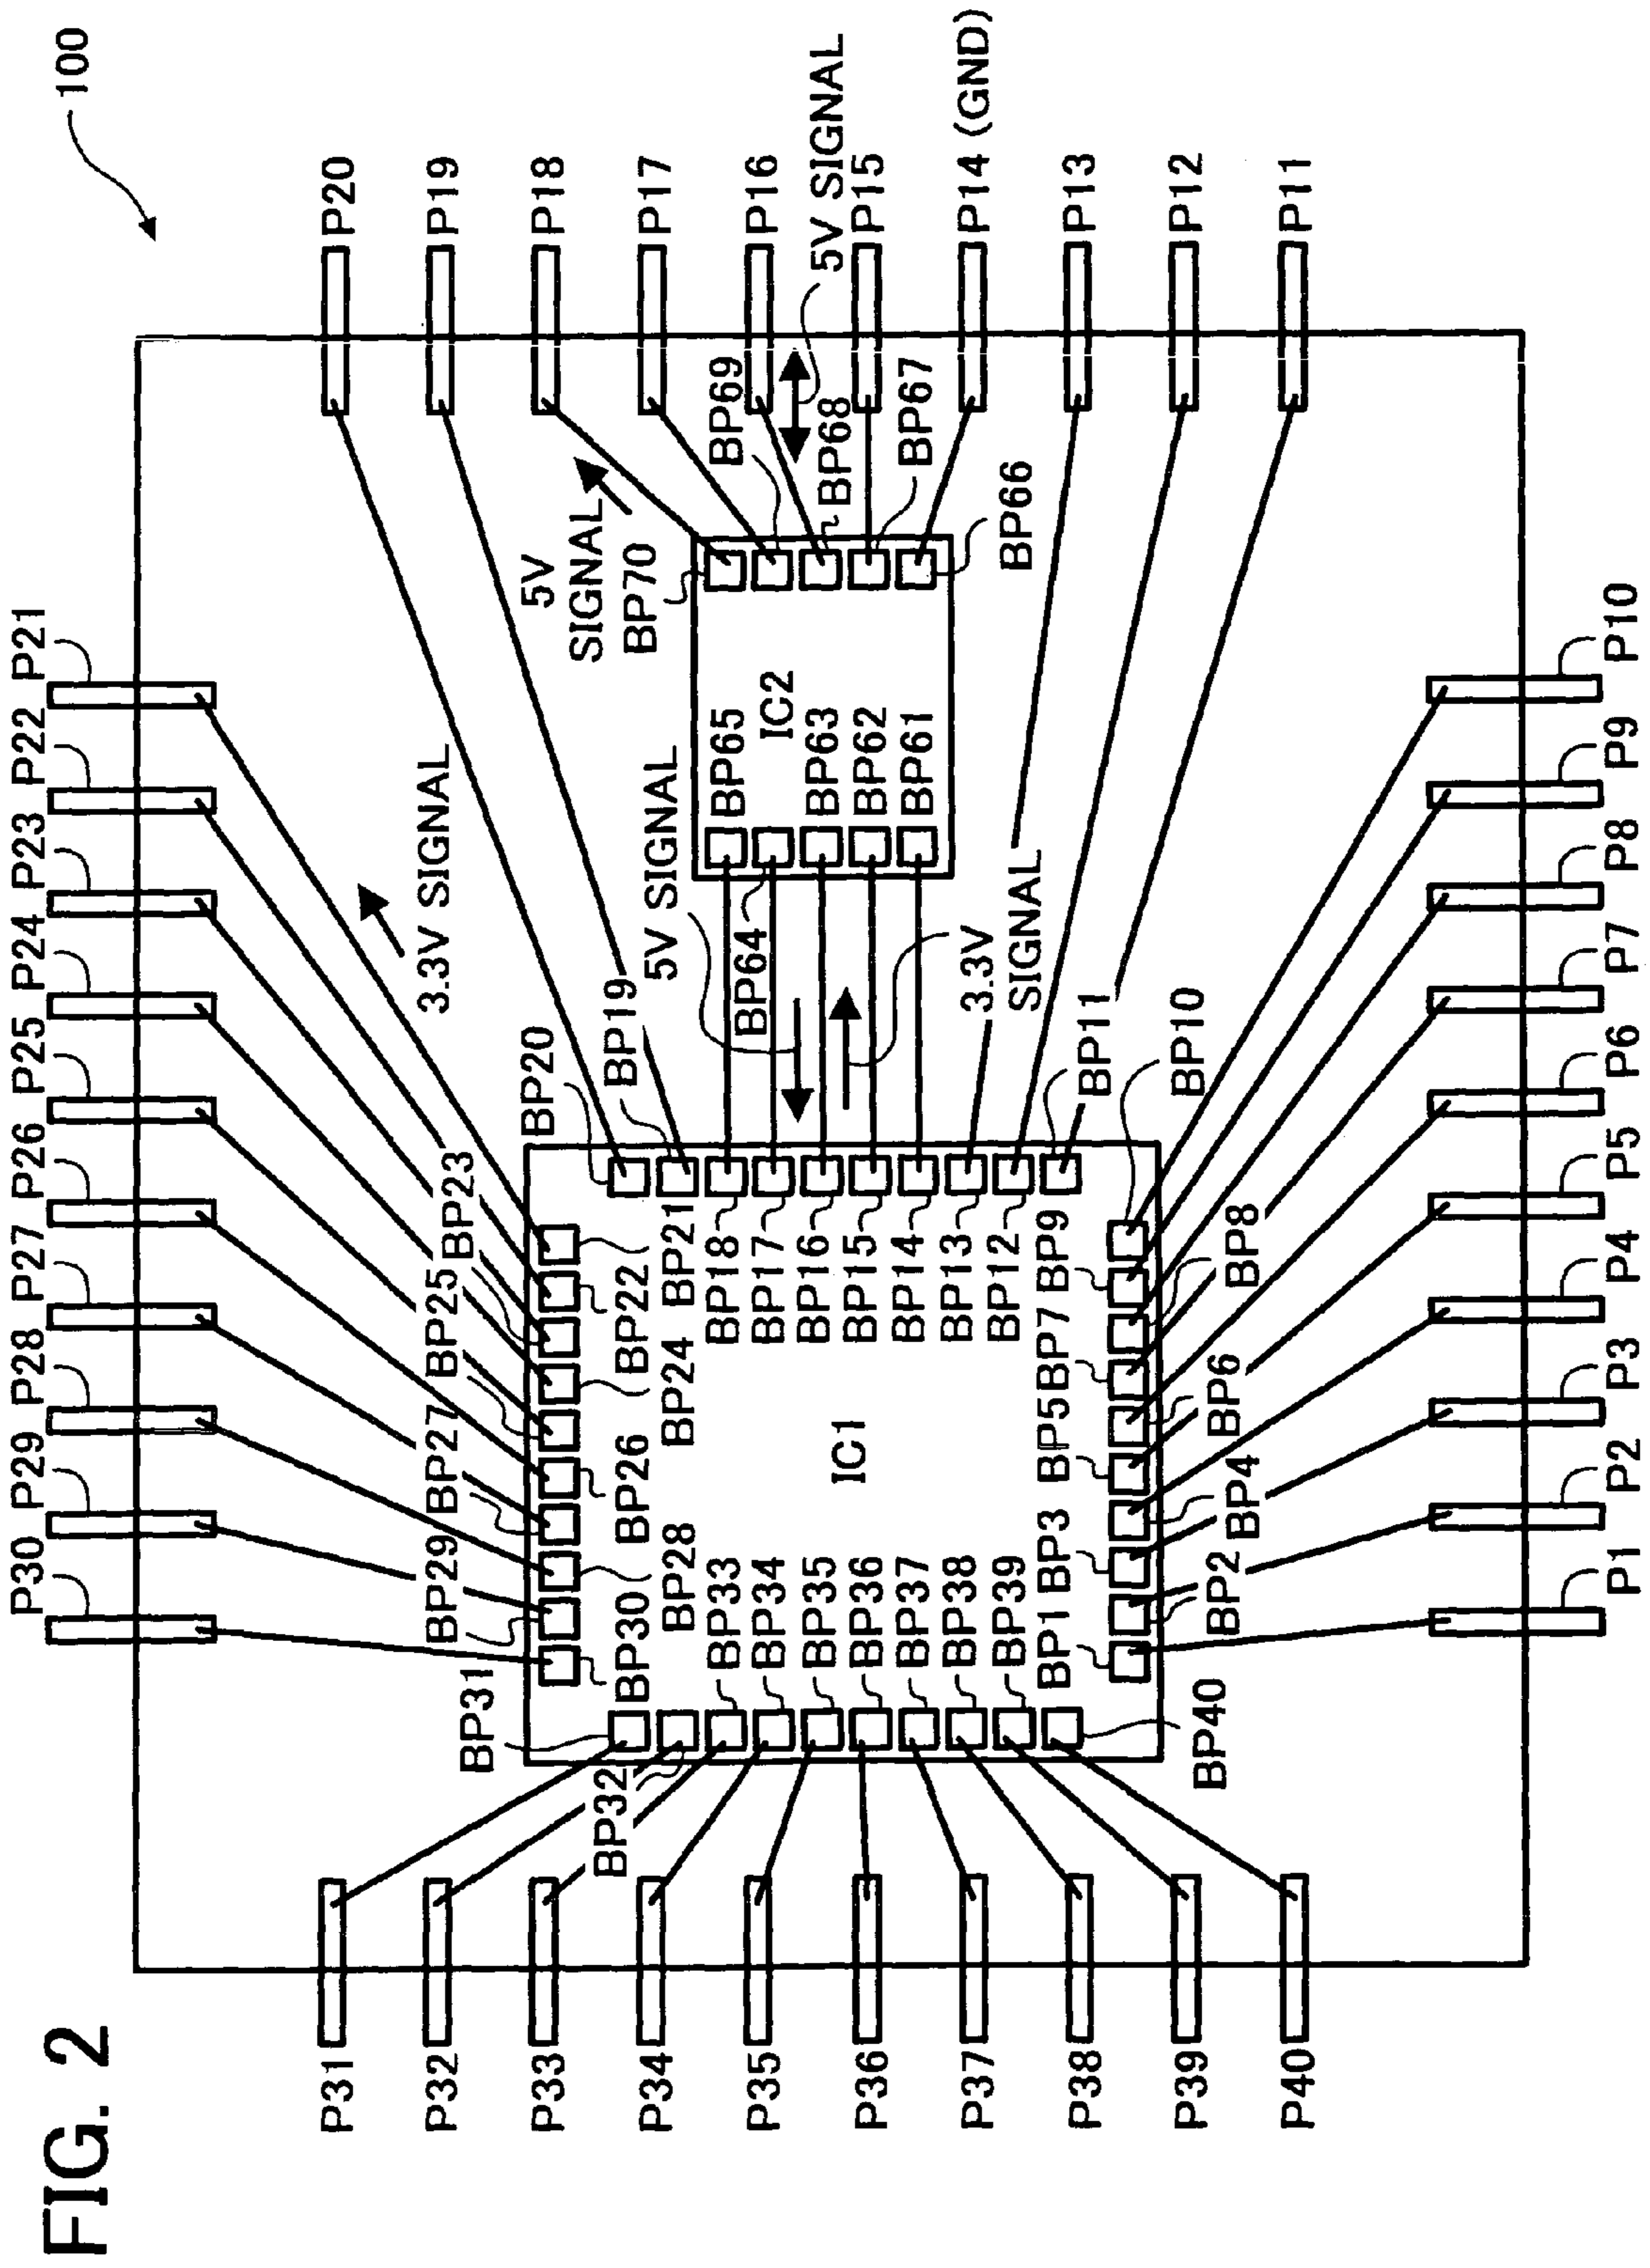 FIG. 2
100
P31
P32
P33
P34
P35
P36
P37
P38
P39
P40
P30
P29
P28
P27
P26
P25
P24
P23
P22
P21
P20
P19
P18
P17
P16
5V SIGNAL
P15
P14 (GND)
P13
P12
P11
P1
P2
P3
P4
P5
P6
P7
P8
P9
P10
3.3V SIGNAL
5V
SIGNAL
5V SIGNAL
3.3V
SIGNAL
IC1
BP31
BP32
BP33
BP34
BP35
BP36
BP37
BP38
BP39
BP40
BP30
BP29
BP28
BP27
BP26
BP25
BP24
BP23
BP22
BP21
BP20
BP19
BP18
BP17
BP16
BP15
BP14
BP13
BP12
BP11
BP1
BP2
BP3
BP4
BP5
BP6
BP7
BP8
BP9
BP10
IC2
BP65
BP64
BP63
BP62
BP61
BP70
BP69
BP68
BP67
BP66